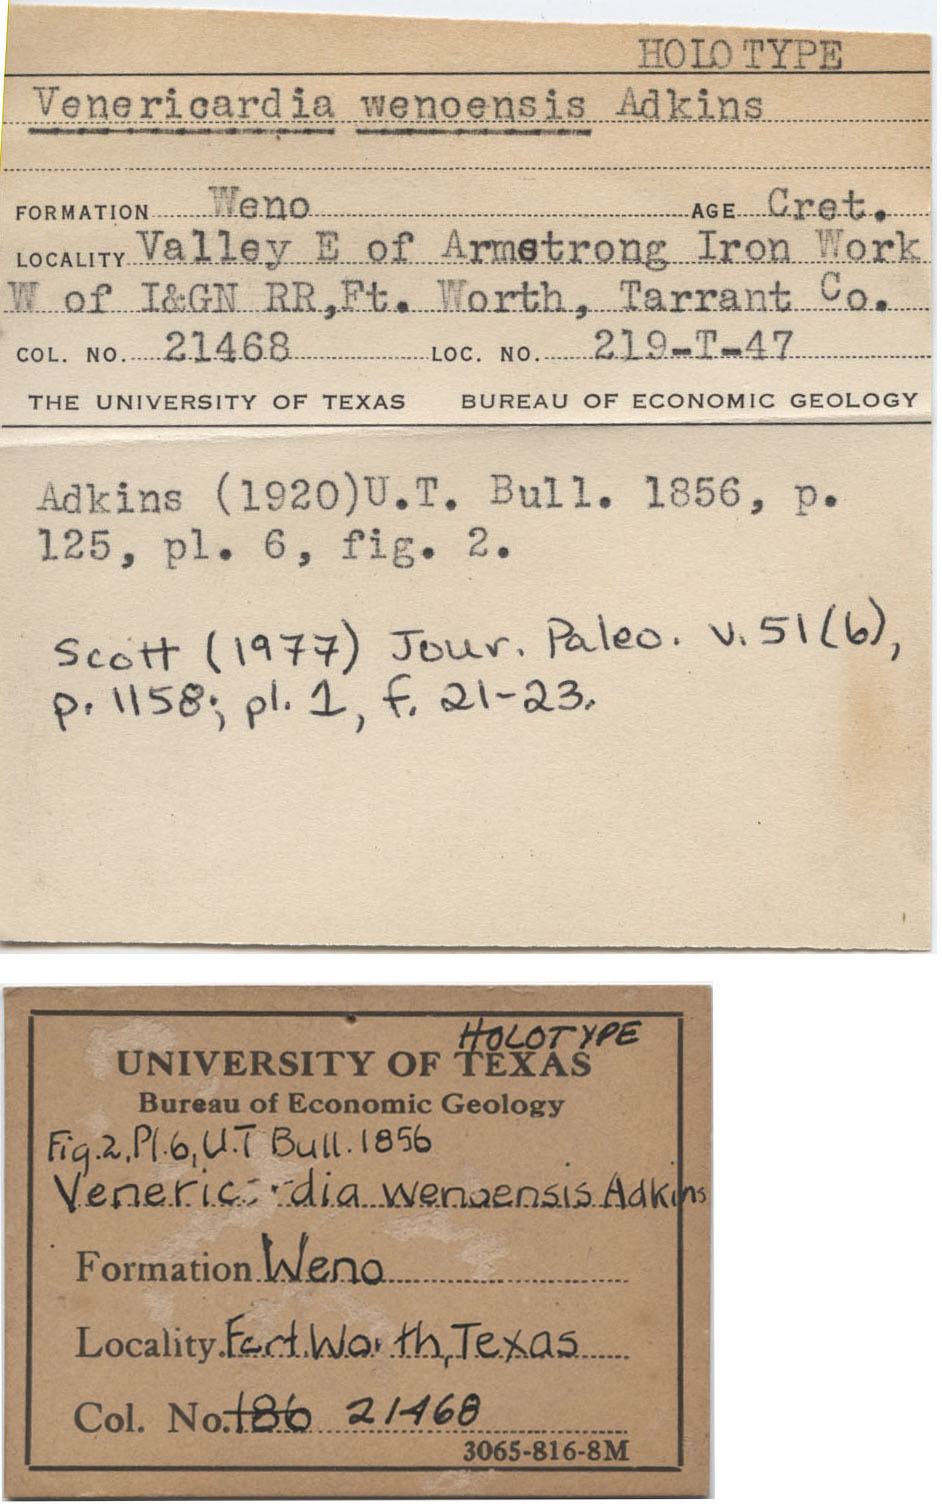 HOLOTYPE
Venericardia wenoensis Adkins
FORMATION Weno AGE Cret.
LOCALITY Valley E of Armstrong Iron Work
W of I&GN RR, Ft. Worth, Tarrant Co.
COL. NO. 21468 LOC. NO. 219-T-47
THE UNIVERSITY OF TEXAS BUREAU OF ECONOMIC GEOLOGY
Adkins (1920)U.T. Bull. 1856, p.
125, pl. 6, fig. 2.
Scott (1977) Jour. Paleo. v. 51(6),
p. 1158; pl. 1, f. 21-23.
HOLOTYPE
UNIVERSITY OF TEXAS
Bureau of Economic Geology
Fig. 2, Pl. 6, U.T Bull. 1856
Venericardia wenoensis Adkins
Formation Weno
Locality. Fort Worth, Texas
Col. No. 186 21468
3065-816-8M